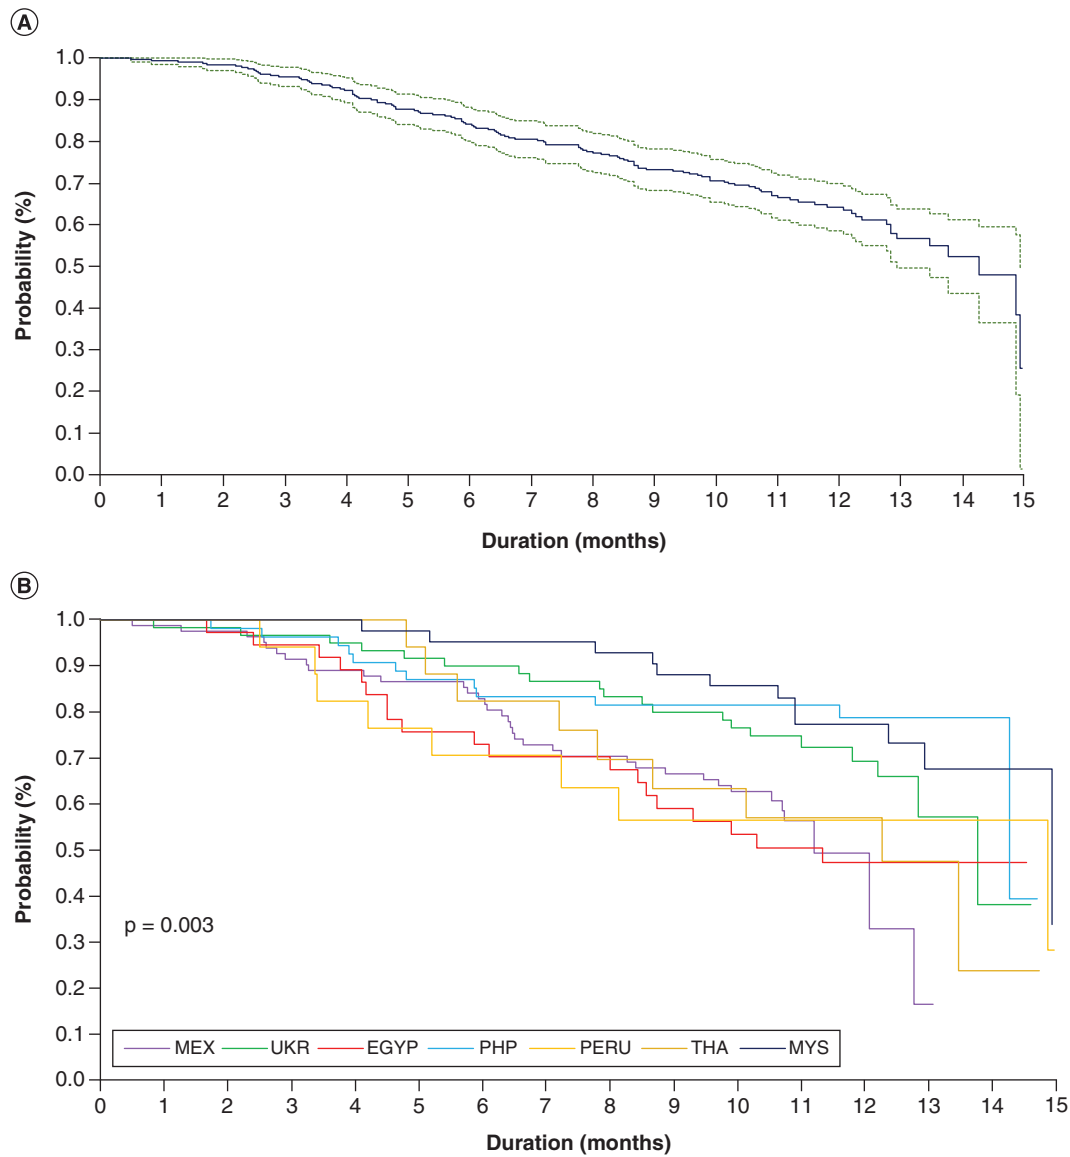 A
Probability (%)
1.0
0.9
0.8
0.7
0.6
0.5
0.4
0.3
0.2
0.1
0.0
0 1 2 3 4 5 6 7 8 9 10 11 12 13 14 15
Duration (months)
B
Probability (%)
1.0
0.9
0.8
0.7
0.6
0.5
0.4
0.3
0.2
0.1
0.0
p = 0.003
MEX UKR EGYP PHP PERU THA MYS
0 1 2 3 4 5 6 7 8 9 10 11 12 13 14 15
Duration (months)